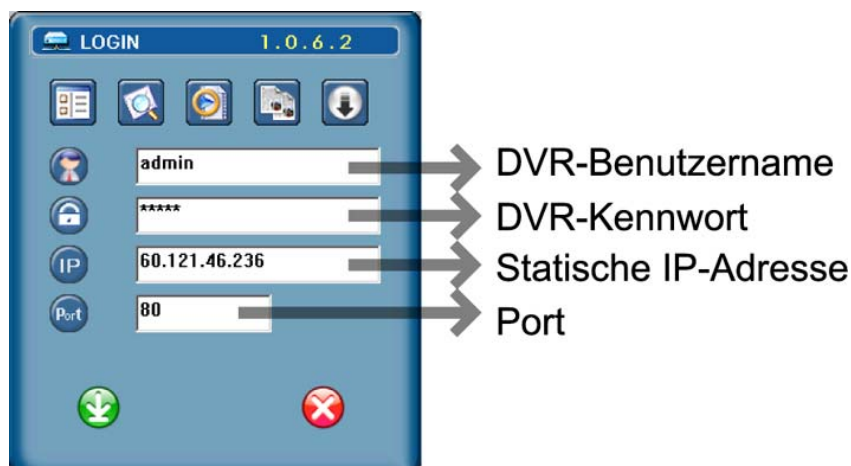 LOGIN 1.0.6.2
admin DVR-Benutzername
***** DVR-Kennwort
IP 60.121.46.236 Statische IP-Adresse
Port 80 Port